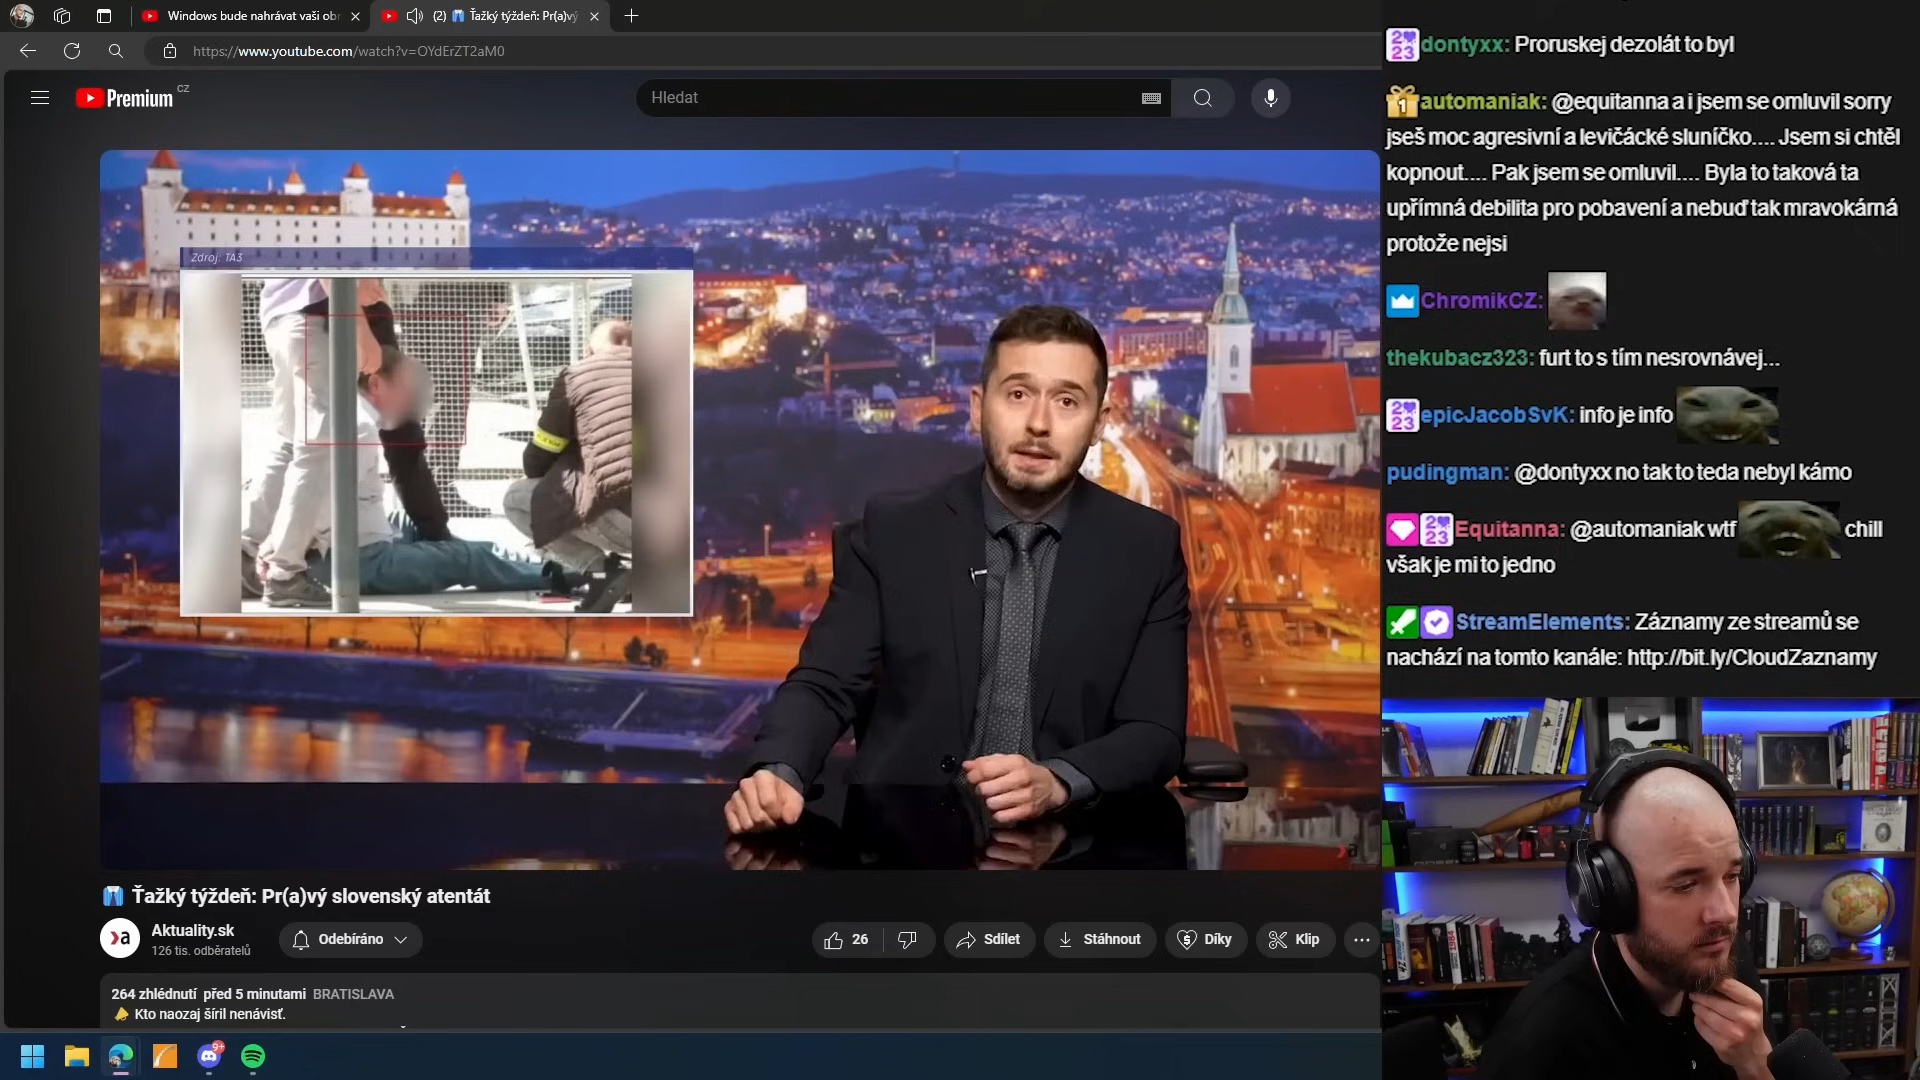 Windows bude nahrávat vaši obr
(2) Ťažký týždeň: Pr(a)vý
https://www.youtube.com/watch?v=OYdErZT2aM0
Premium CZ
Hledat
Zdroj: TA3
Ťažký týždeň: Pr(a)vý slovenský atentát
Aktuality.sk
126 tis. odběratelů
Odebíráno
26
Sdílet
Stáhnout
Díky
Klip
264 zhlédnutí před 5 minutami BRATISLAVA
Kto naozaj šíril nenávisť.
9+
dontyxx: Proruskej dezolát to byl
automaniak: @equitanna a i jsem se omluvil sorry
jseš moc agresivní a levičácké sluníčko.... Jsem si chtěl
kopnout.... Pak jsem se omluvil.... Byla to taková ta
upřímná debilita pro pobavení a nebuď tak mravokárná
protože nejsi
ChromikCZ:
thekubacz323: furt to s tím nesrovnávej...
epicJacobSvK: info je info
pudingman: @dontyxx no tak to teda nebyl kámo
Equitanna: @automaniak wtf chill
však je mi to jedno
StreamElements: Záznamy ze streamů se
nachází na tomto kanále: http://bit.ly/CloudZaznamy